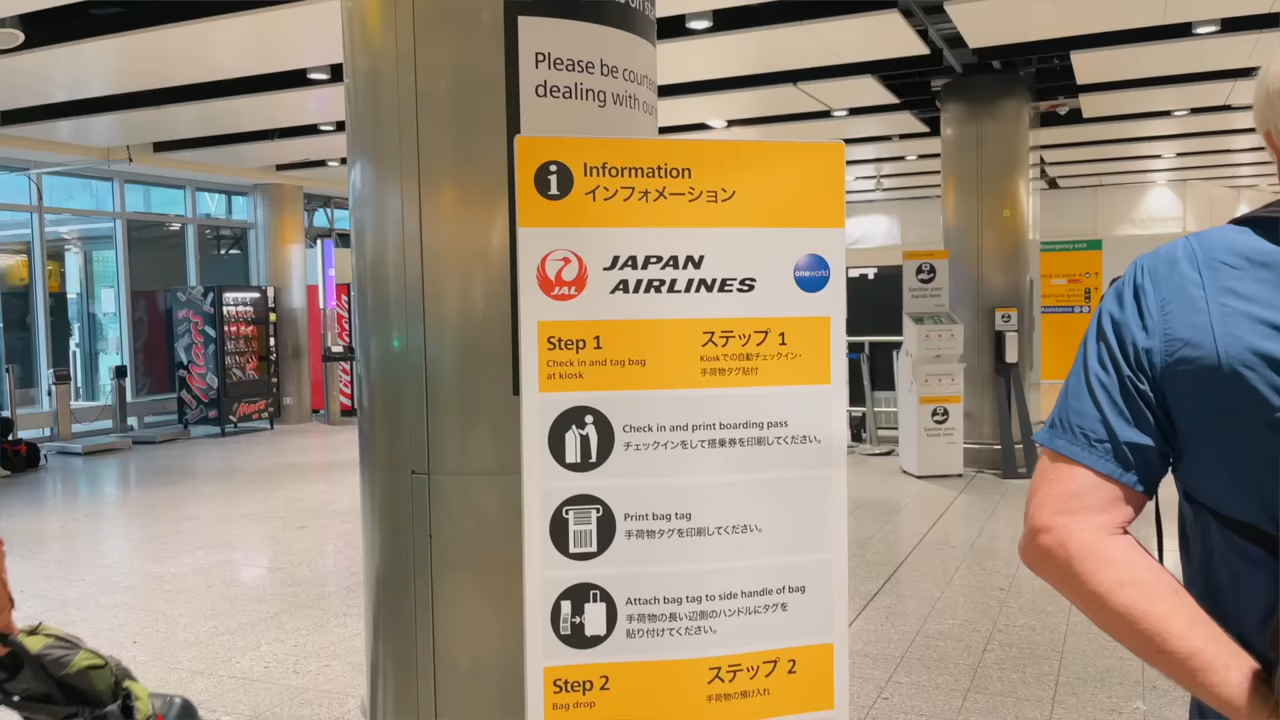 Please be
dealing with
Information
インフォメーション
JAL
JAPAN
AIRLINES
oneworld
Step 1
Check in and tag bag
at kiosk
ステップ 1
Kioskでの自動チェックイン・
手荷物タグ貼付
Check in and print boarding pass
チェックインをして搭乗券を印刷してください。
Print bag tag
手荷物タグを印刷してください。
Attach bag tag to side handle of bag
手荷物の長い辺側のハンドルにタグを
貼り付けてください。
Step 2
Bag drop
ステップ 2
手荷物の預け入れ
Mars
Mars
Sanitise your
hands here
Sanitise your
hands here
Emergency exit
Assistance